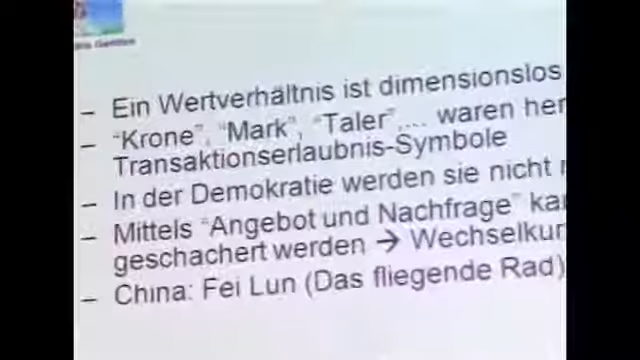 – Ein Wertverhältnis ist dimensionslos
– “Krone”, “Mark”, “Taler”,.... waren her
Transaktionserlaubnis-Symbole
– In der Demokratie werden sie nicht
– Mittels “Angebot und Nachfrage” ka
geschachert werden → Wechselkur
– China: Fei Lun (Das fliegende Rad)